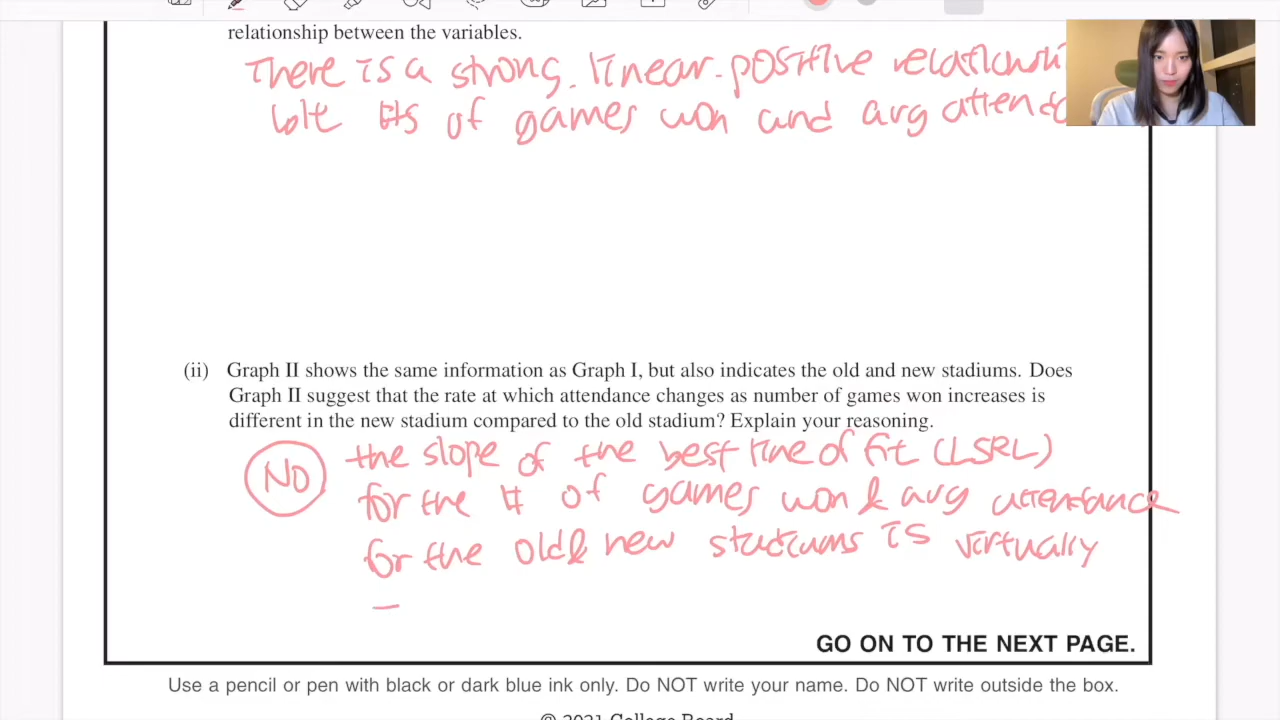 relationship between the variables.
There is a strong, linear, positive relationshi
of games won and avg attend
(ii) Graph II shows the same information as Graph I, but also indicates the old and new stadiums. Does
Graph II suggest that the rate at which attendance changes as number of games won increases is
different in the new stadium compared to the old stadium? Explain your reasoning.
NO the slope of the best line of fit (LSRL)
for the # of games won & avg attendance
for the old & new stadiums is virtually
GO ON TO THE NEXT PAGE.
Use a pencil or pen with black or dark blue ink only. Do NOT write your name. Do NOT write outside the box.
© 2021 College Board